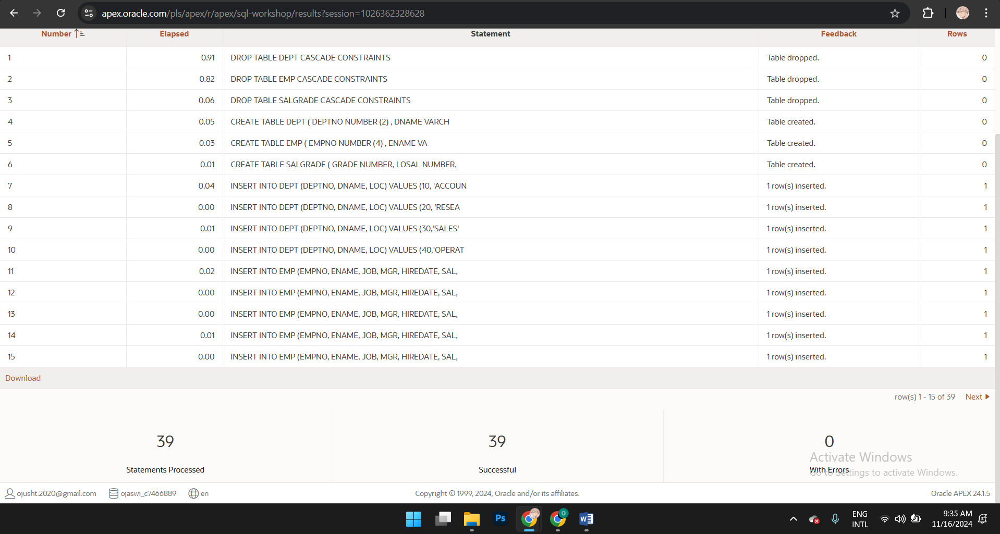 apex.oracle.com/pls/apex/r/apex/sql-workshop/results?session=1026362328628
Number Elapsed Statement Feedback Rows
1 0.91 DROP TABLE DEPT CASCADE CONSTRAINTS Table dropped. 0
2 0.82 DROP TABLE EMP CASCADE CONSTRAINTS Table dropped. 0
3 0.06 DROP TABLE SALGRADE CASCADE CONSTRAINTS Table dropped. 0
4 0.05 CREATE TABLE DEPT ( DEPTNO NUMBER (2) , DNAME VARCH Table created. 0
5 0.03 CREATE TABLE EMP ( EMPNO NUMBER (4) , ENAME VA Table created. 0
6 0.01 CREATE TABLE SALGRADE ( GRADE NUMBER, LOSAL NUMBER, Table created. 0
7 0.04 INSERT INTO DEPT (DEPTNO, DNAME, LOC) VALUES (10, 'ACCOUN 1 row(s) inserted. 1
8 0.00 INSERT INTO DEPT (DEPTNO, DNAME, LOC) VALUES (20, 'RESEA 1 row(s) inserted. 1
9 0.01 INSERT INTO DEPT (DEPTNO, DNAME, LOC) VALUES (30,'SALES' 1 row(s) inserted. 1
10 0.00 INSERT INTO DEPT (DEPTNO, DNAME, LOC) VALUES (40,'OPERAT 1 row(s) inserted. 1
11 0.02 INSERT INTO EMP (EMPNO, ENAME, JOB, MGR, HIREDATE, SAL, 1 row(s) inserted. 1
12 0.00 INSERT INTO EMP (EMPNO, ENAME, JOB, MGR, HIREDATE, SAL, 1 row(s) inserted. 1
13 0.00 INSERT INTO EMP (EMPNO, ENAME, JOB, MGR, HIREDATE, SAL, 1 row(s) inserted. 1
14 0.01 INSERT INTO EMP (EMPNO, ENAME, JOB, MGR, HIREDATE, SAL, 1 row(s) inserted. 1
15 0.00 INSERT INTO EMP (EMPNO, ENAME, JOB, MGR, HIREDATE, SAL, 1 row(s) inserted. 1
Download
row(s) 1 - 15 of 39 Next
39 39 0
Activate Windows
Statements Processed Successful With Errors
Go to Settings to activate Windows.
ojusht.2020@gmail.com ojaswi_c7466889 en Copyright © 1999, 2024, Oracle and/or its affiliates. Oracle APEX 24.1.5
Ps O W ENG 9:35 AM
INTL 11/16/2024